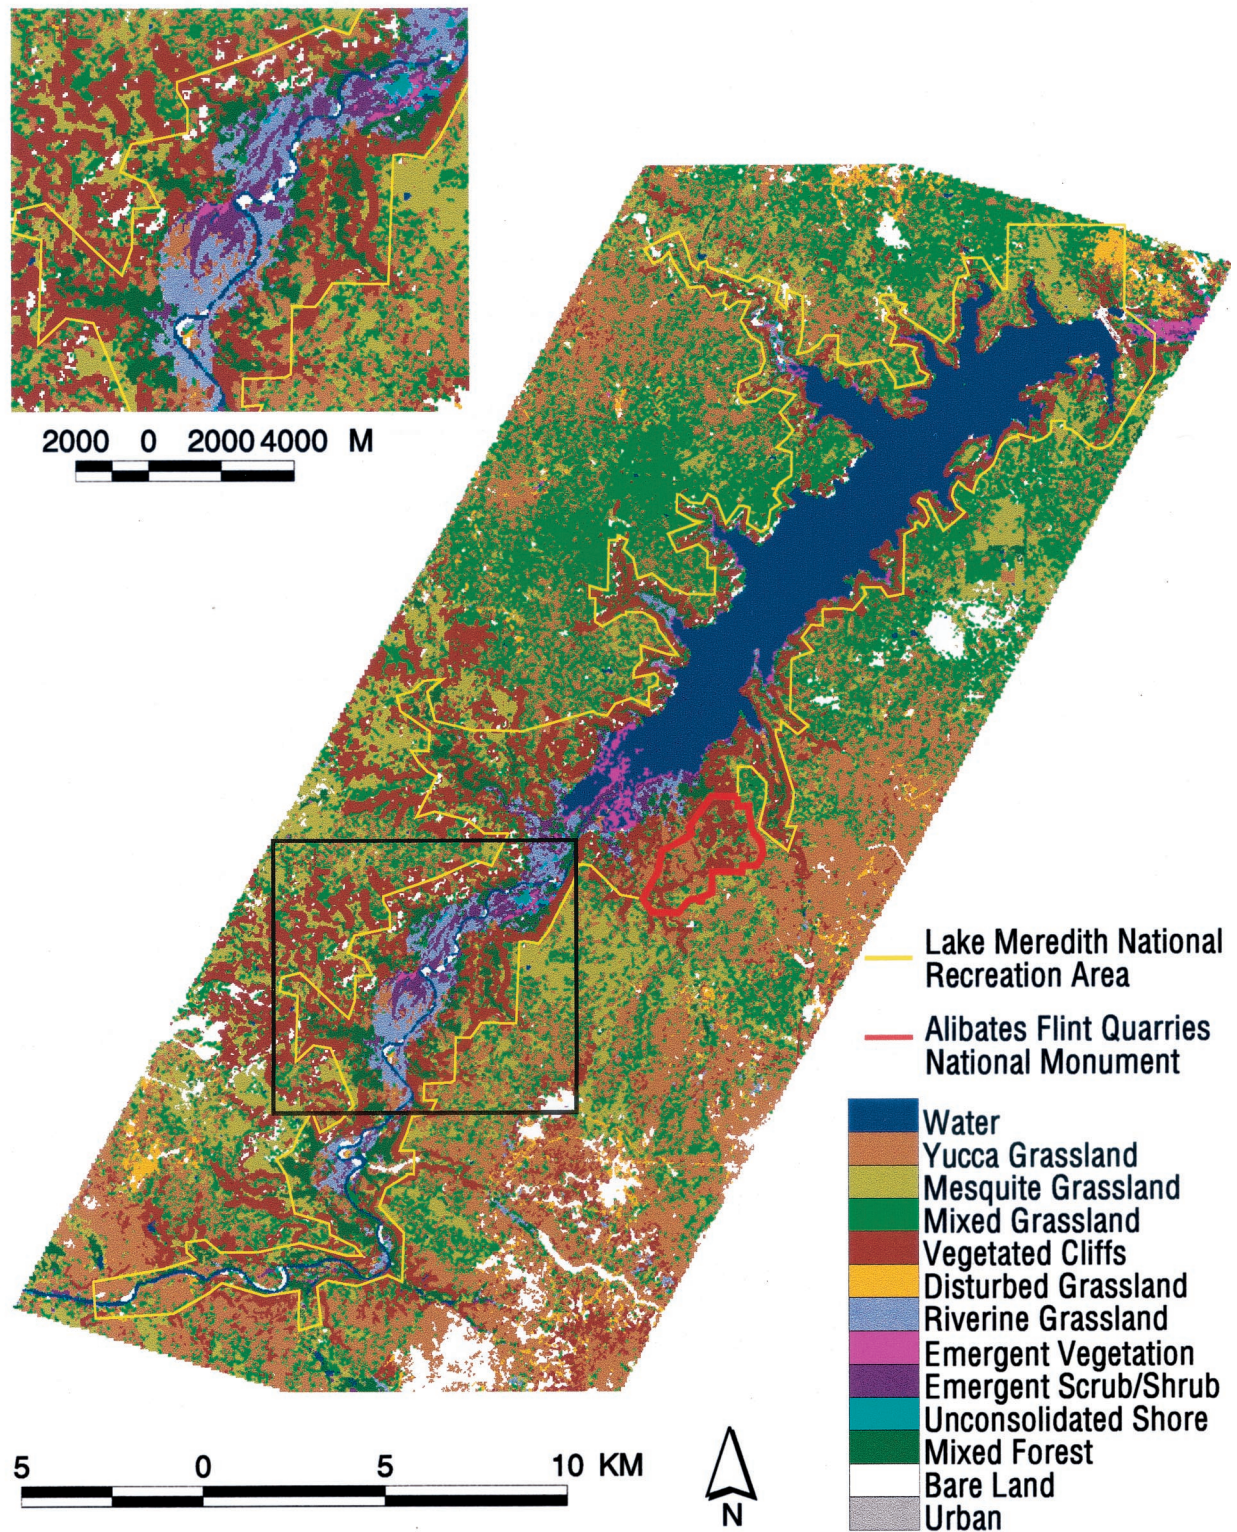 2000 0 2000 4000 M
Lake Meredith National
Recreation Area
Alibates Flint Quarries
National Monument
Water
Yucca Grassland
Mesquite Grassland
Mixed Grassland
Vegetated Cliffs
Disturbed Grassland
Riverine Grassland
Emergent Vegetation
Emergent Scrub/Shrub
Unconsolidated Shore
Mixed Forest
Bare Land
Urban
5 0 5 10 KM
N